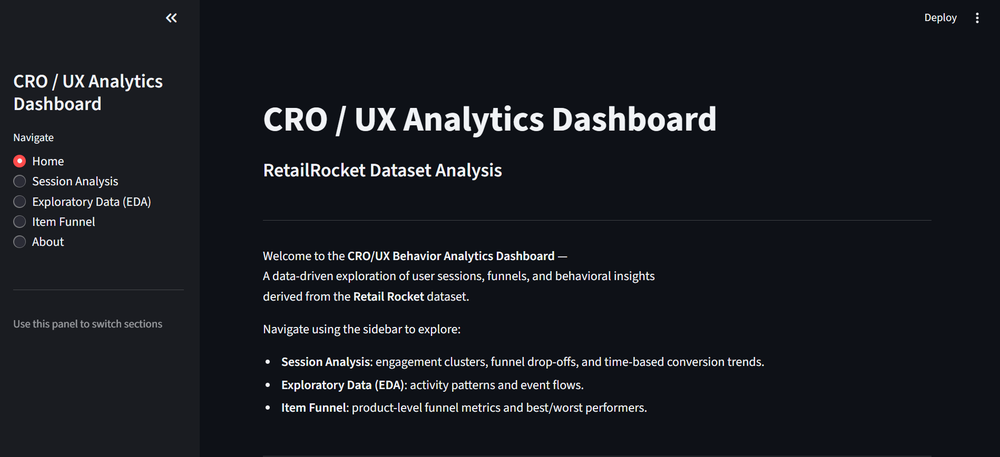 CRO / UX Analytics
Dashboard
Navigate
Home
Session Analysis
Exploratory Data (EDA)
Item Funnel
About
Use this panel to switch sections
Deploy
CRO / UX Analytics Dashboard
RetailRocket Dataset Analysis
Welcome to the CRO/UX Behavior Analytics Dashboard —
A data-driven exploration of user sessions, funnels, and behavioral insights
derived from the Retail Rocket dataset.
Navigate using the sidebar to explore:
• Session Analysis: engagement clusters, funnel drop-offs, and time-based conversion trends.
• Exploratory Data (EDA): activity patterns and event flows.
• Item Funnel: product-level funnel metrics and best/worst performers.